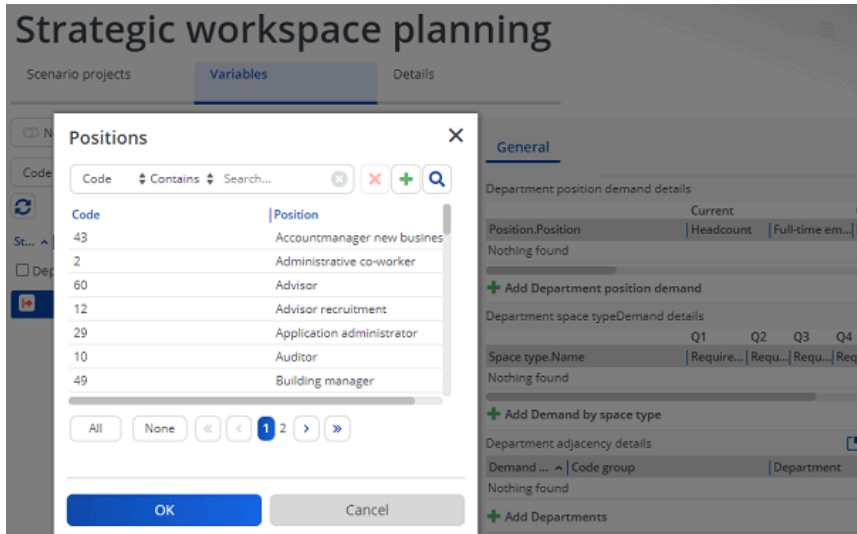 Strategic workspace planning
Scenario projects Variables Details
N
Code
St...
Dep
Positions
Code Contains Search...
Code Position
43 Accountmanager new busines
2 Administrative co-worker
60 Advisor
12 Advisor recruitment
29 Application administrator
10 Auditor
49 Building manager
All None « ‹ 1 2 › »
OK Cancel
General
Department position demand details
Current
Position.Position Headcount Full-time em...
Nothing found
Add Department position demand
Department space typeDemand details
Q1 Q2 Q3 Q4
Space type.Name Require... Requ... Requ... Req
Nothing found
Add Demand by space type
Department adjacency details
Demand ... Code group Department
Nothing found
Add Departments